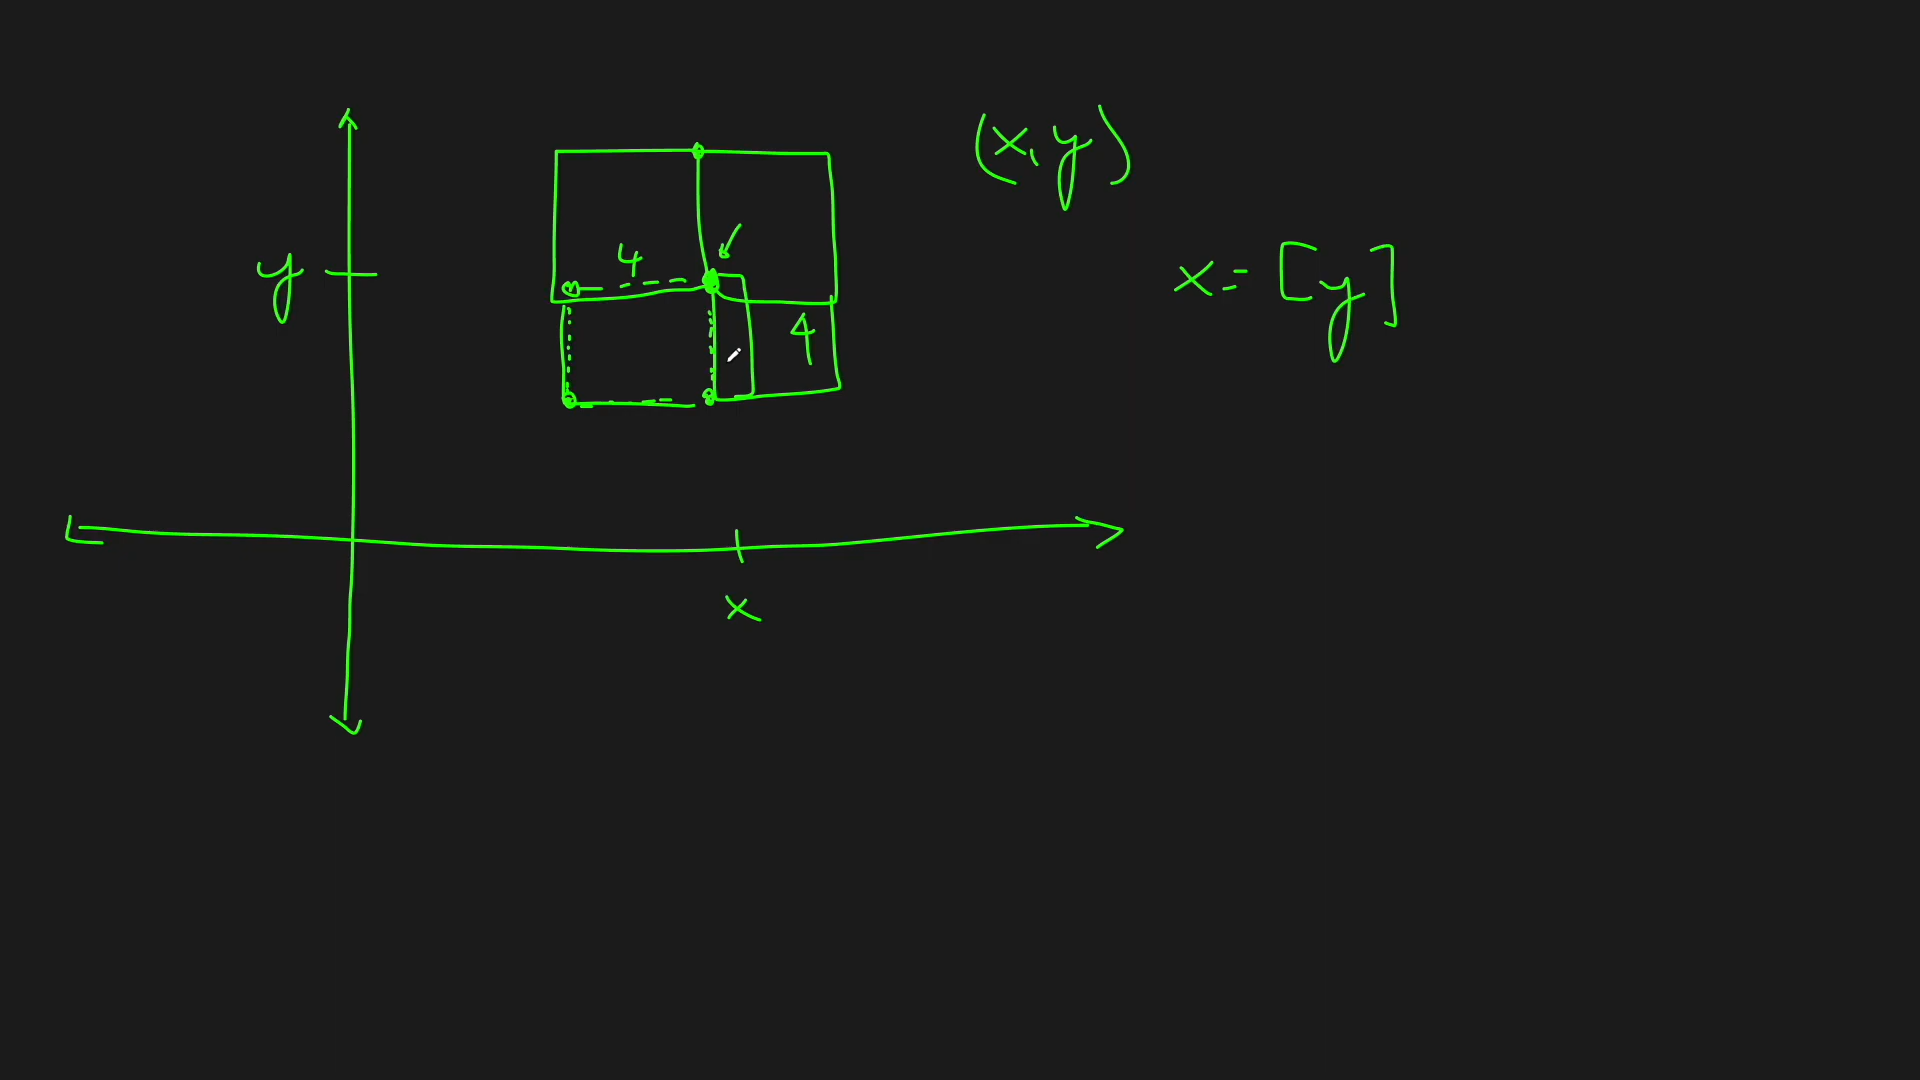 (x, y)
4
y
x = [y]
4
x